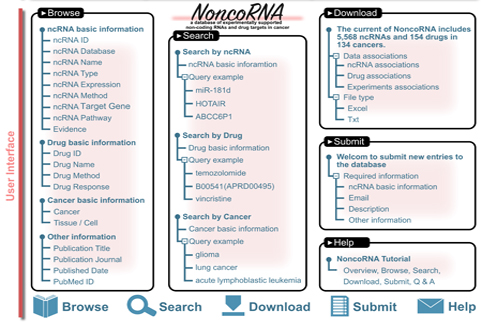 User Interface
Browse
ncRNA basic information
ncRNA ID
ncRNA Database
ncRNA Name
ncRNA Type
ncRNA Expression
ncRNA Method
ncRNA Target Gene
ncRNA Pathway
Evidence
Drug basic information
Drug ID
Drug Name
Drug Method
Drug Response
Cancer basic information
Cancer
Tissue / Cell
Other information
Publication Title
Publication Journal
Published Date
PubMed ID
NoncoRNA
a database of experimentally supported
non-coding RNAs and drug targets in cancer
Search
Search by ncRNA
ncRNA basic inforamtion
Query example
miR-181d
HOTAIR
ABCC6P1
Search by Drug
Drug basic information
Query example
temozolomide
B00541(APRD00495)
vincristine
Search by Cancer
Cancer basic information
Query example
glioma
lung cancer
acute lymphoblastic leukemia
Download
The current of NoncoRNA includes
5,568 ncRNAs and 154 drugs in
134 cancers.
Data associations
ncRNA associations
Drug associations
Experiments associations
File type
Excel
Txt
Submit
Welcom to submit new entries to
the database
Required information
ncRNA basic information
Email
Description
Other information
Help
NoncoRNA Tutorial
Overview, Browse, Search,
Download, Submit, Q & A
Browse
Search
Download
Submit
Help